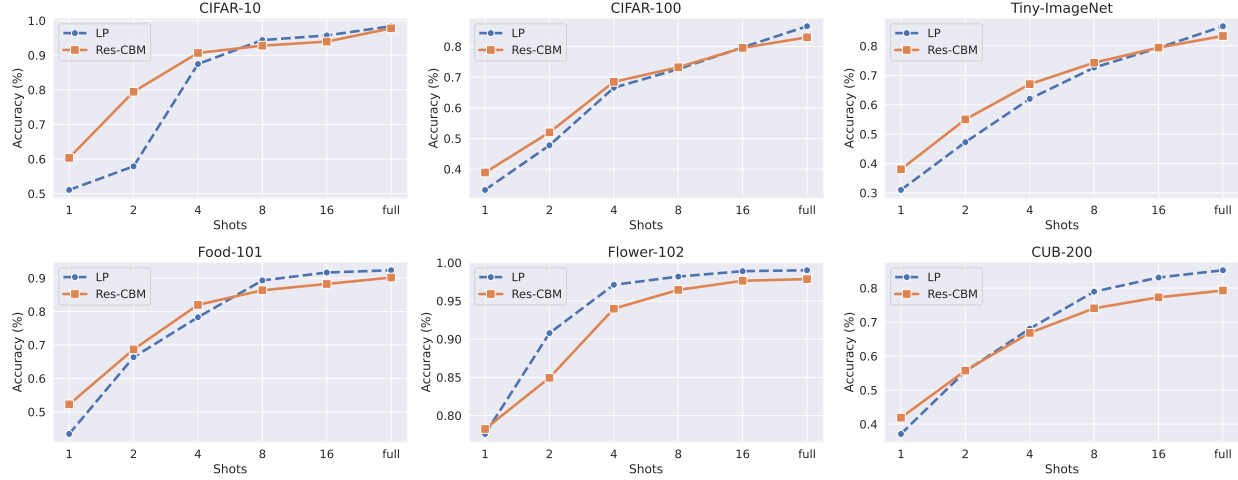 CIFAR-10
Accuracy (%)
1.0
0.9
0.8
0.7
0.6
0.5
LP
Res-CBM
1 2 4 8 16 full
Shots
CIFAR-100
Accuracy (%)
0.8
0.7
0.6
0.5
0.4
LP
Res-CBM
1 2 4 8 16 full
Shots
Tiny-ImageNet
Accuracy (%)
0.8
0.7
0.6
0.5
0.4
0.3
LP
Res-CBM
1 2 4 8 16 full
Shots
Food-101
Accuracy (%)
0.9
0.8
0.7
0.6
0.5
LP
Res-CBM
1 2 4 8 16 full
Shots
Flower-102
Accuracy (%)
1.00
0.95
0.90
0.85
0.80
LP
Res-CBM
1 2 4 8 16 full
Shots
CUB-200
Accuracy (%)
0.8
0.7
0.6
0.5
0.4
LP
Res-CBM
1 2 4 8 16 full
Shots